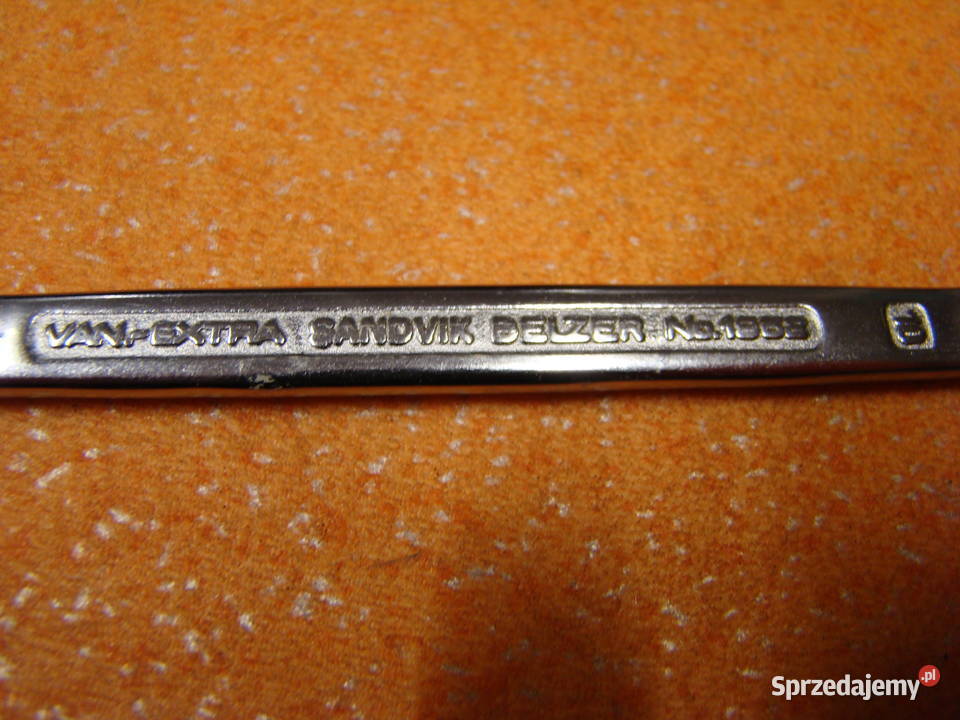 VAN.-EXTRA SANDVIK BELZER No.1953
Sprzedajemy.pl